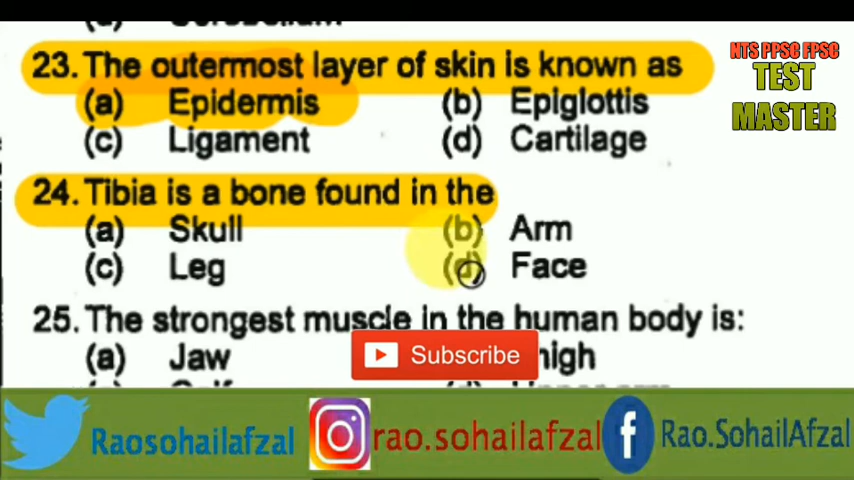 23. The outermost layer of skin is known as
(a) Epidermis (b) Epiglottis
(c) Ligament (d) Cartilage
24. Tibia is a bone found in the
(a) Skull (b) Arm
(c) Leg (d) Face
25. The strongest muscle in the human body is:
(a) Jaw
Subscribe
NTS PPSC FPSC
TEST
MASTER
Raosohailafzal
rao.sohailafzal
Rao.SohailAfzal